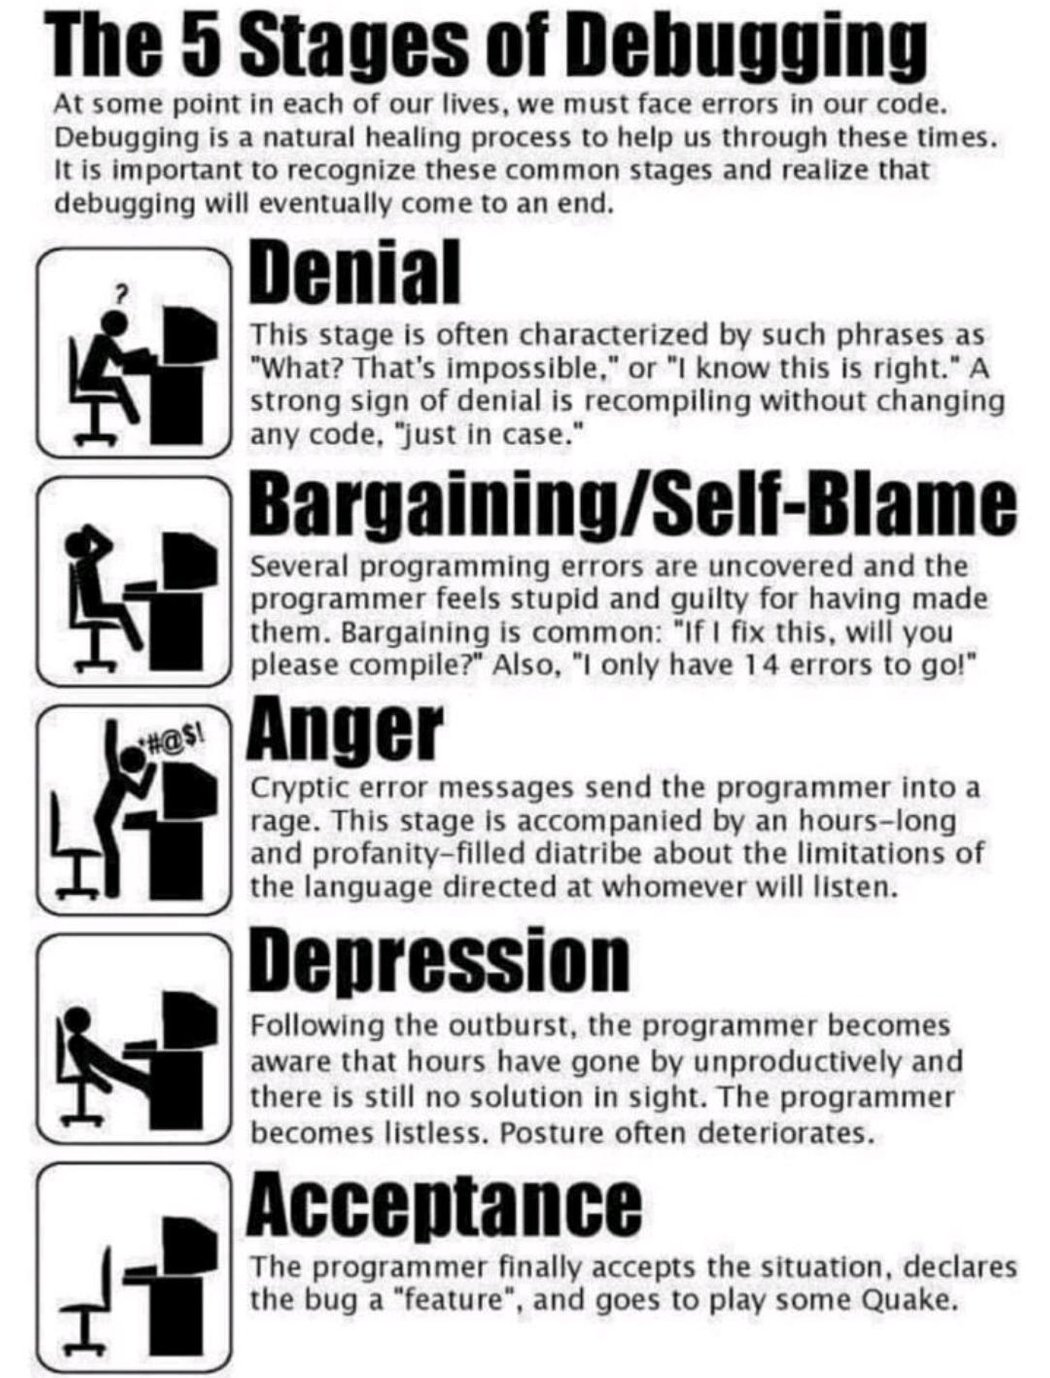 The 5 Stages of Debugging
At some point in each of our lives, we must face errors in our code.
Debugging is a natural healing process to help us through these times.
It is important to recognize these common stages and realize that
debugging will eventually come to an end.
?
Denial
This stage is often characterized by such phrases as
"What? That's impossible," or "I know this is right." A
strong sign of denial is recompiling without changing
any code, "just in case."
Bargaining/Self-Blame
Several programming errors are uncovered and the
programmer feels stupid and guilty for having made
them. Bargaining is common: "If I fix this, will you
please compile?" Also, "I only have 14 errors to go!"
*#@$!
Anger
Cryptic error messages send the programmer into a
rage. This stage is accompanied by an hours-long
and profanity-filled diatribe about the limitations of
the language directed at whomever will listen.
Depression
Following the outburst, the programmer becomes
aware that hours have gone by unproductively and
there is still no solution in sight. The programmer
becomes listless. Posture often deteriorates.
Acceptance
The programmer finally accepts the situation, declares
the bug a "feature", and goes to play some Quake.